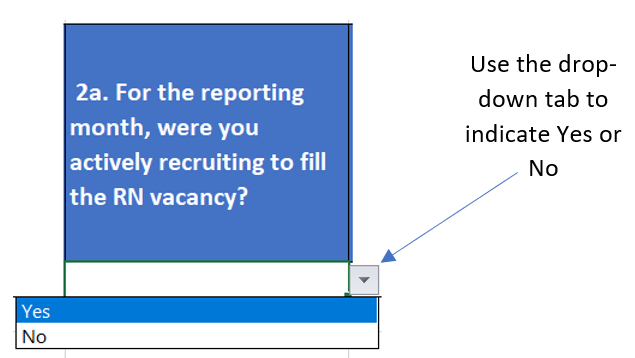 2a. For the reporting
month, were you
actively recruiting to fill
the RN vacancy?
Use the drop-
down tab to
indicate Yes or
No
Yes
No